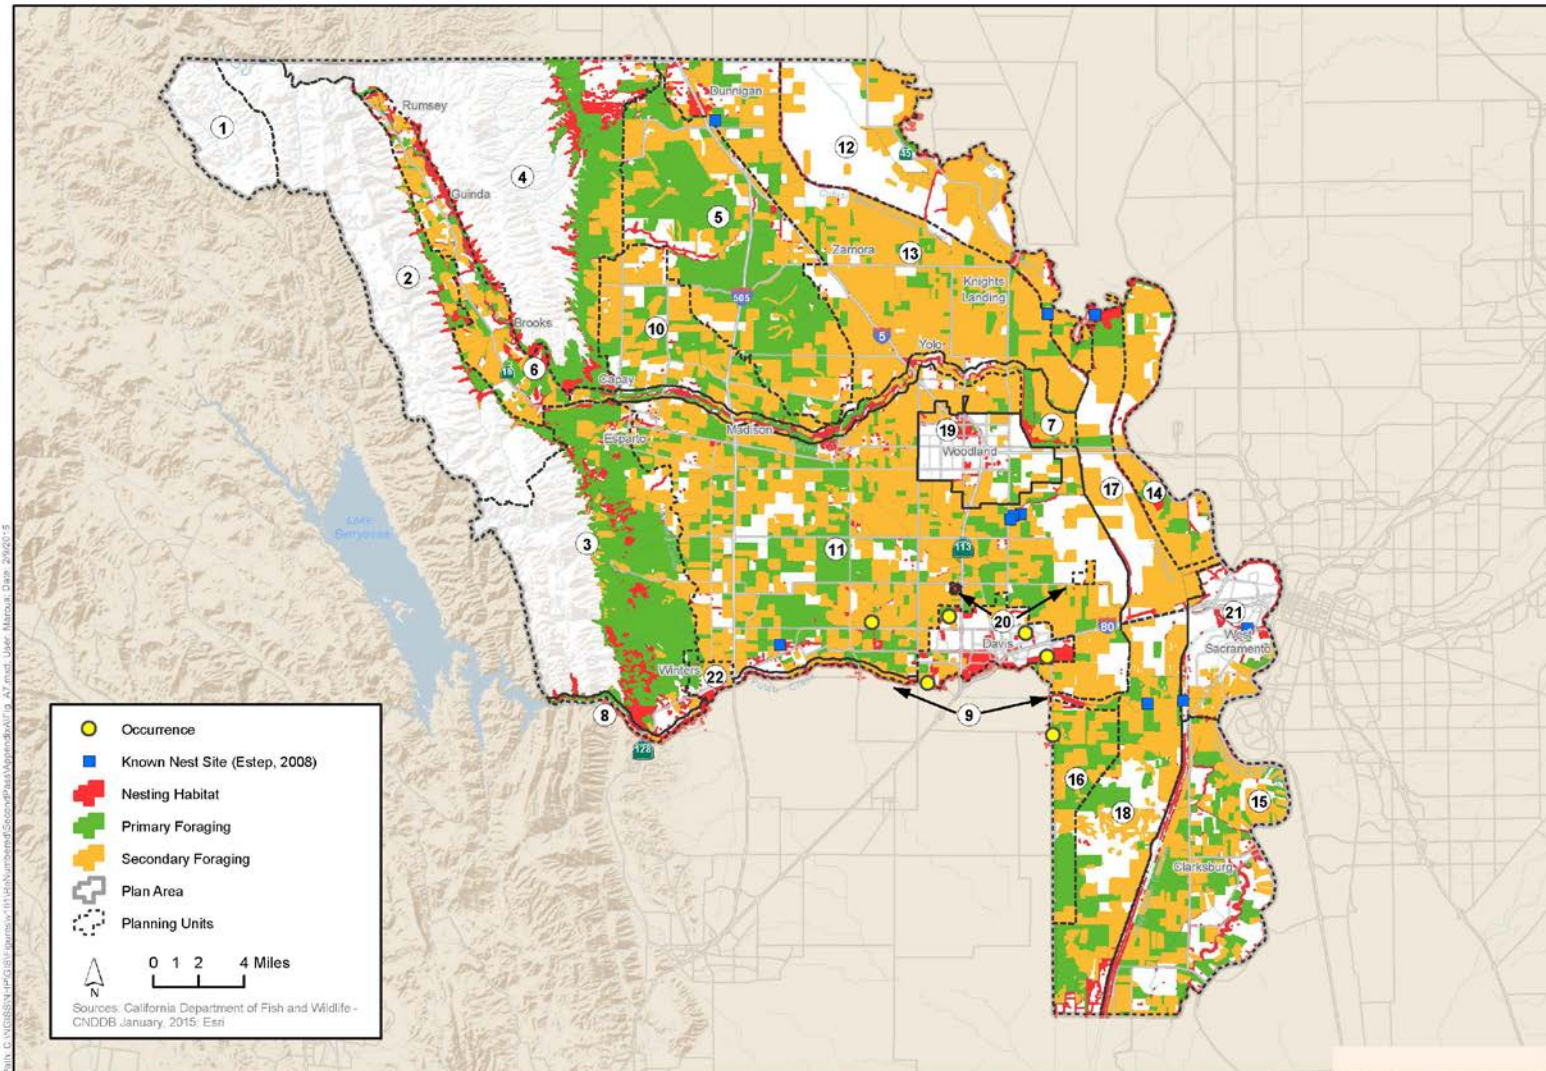 Rumsey
Dunnigan
1
12
45
Guinda
4
5
2
Zamora
13
Knights
Landing
505
Brooks
10
5
Yolo
16
6
Capay
Madison
7
Esparto
19
Woodland
17
14
Lake
Berryessa
3
11
113
20
80
21
West
Sacramento
Davis
Winters
22
Putah Creek
8
9
128
16
15
18
Clarksburg
Occurrence
Known Nest Site (Estep, 2008)
Nesting Habitat
Primary Foraging
Secondary Foraging
Plan Area
Planning Units
0 1 2 4 Miles
N
Sources: California Department of Fish and Wildlife -
CNDDB January, 2015; Esri